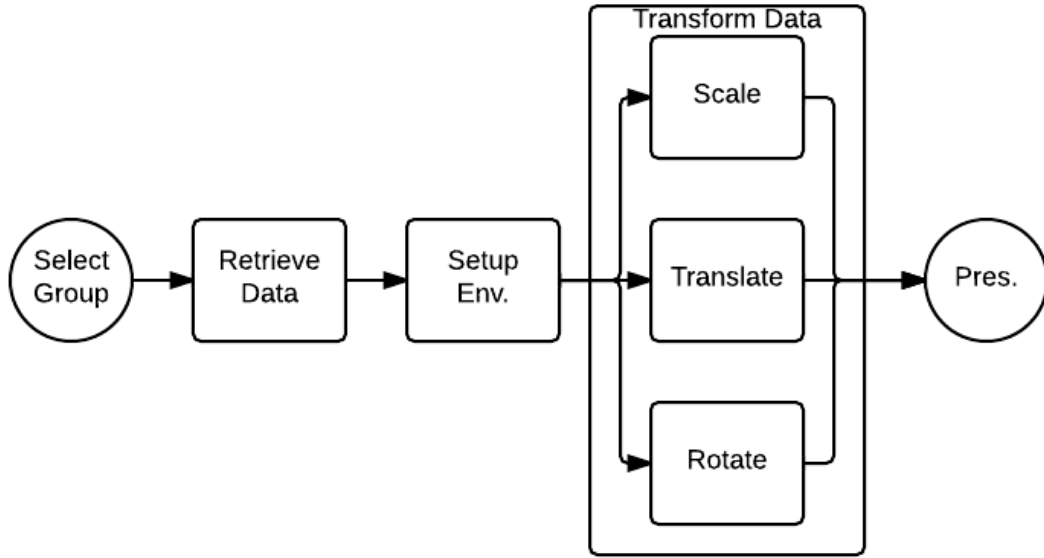 Transform Data
Scale
Select
Group
Retrieve
Data
Setup
Env.
Translate
Pres.
Rotate